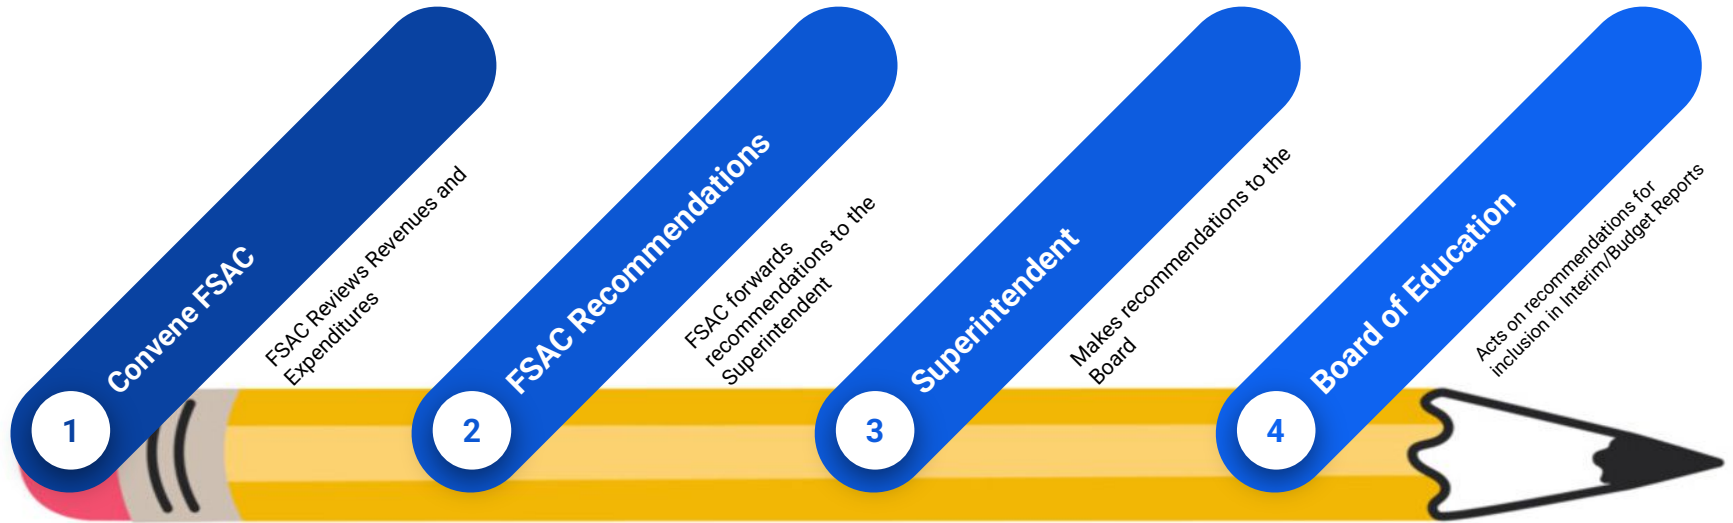 1
Convene FSAC
FSAC Reviews Revenues and
Expenditures
2
FSAC Recommendations
FSAC forwards
recommendations to the
Superintendent
3
Superintendent
Makes recommendations to the
Board
4
Board of Education
Acts on recommendations for
inclusion in Interim/Budget Reports